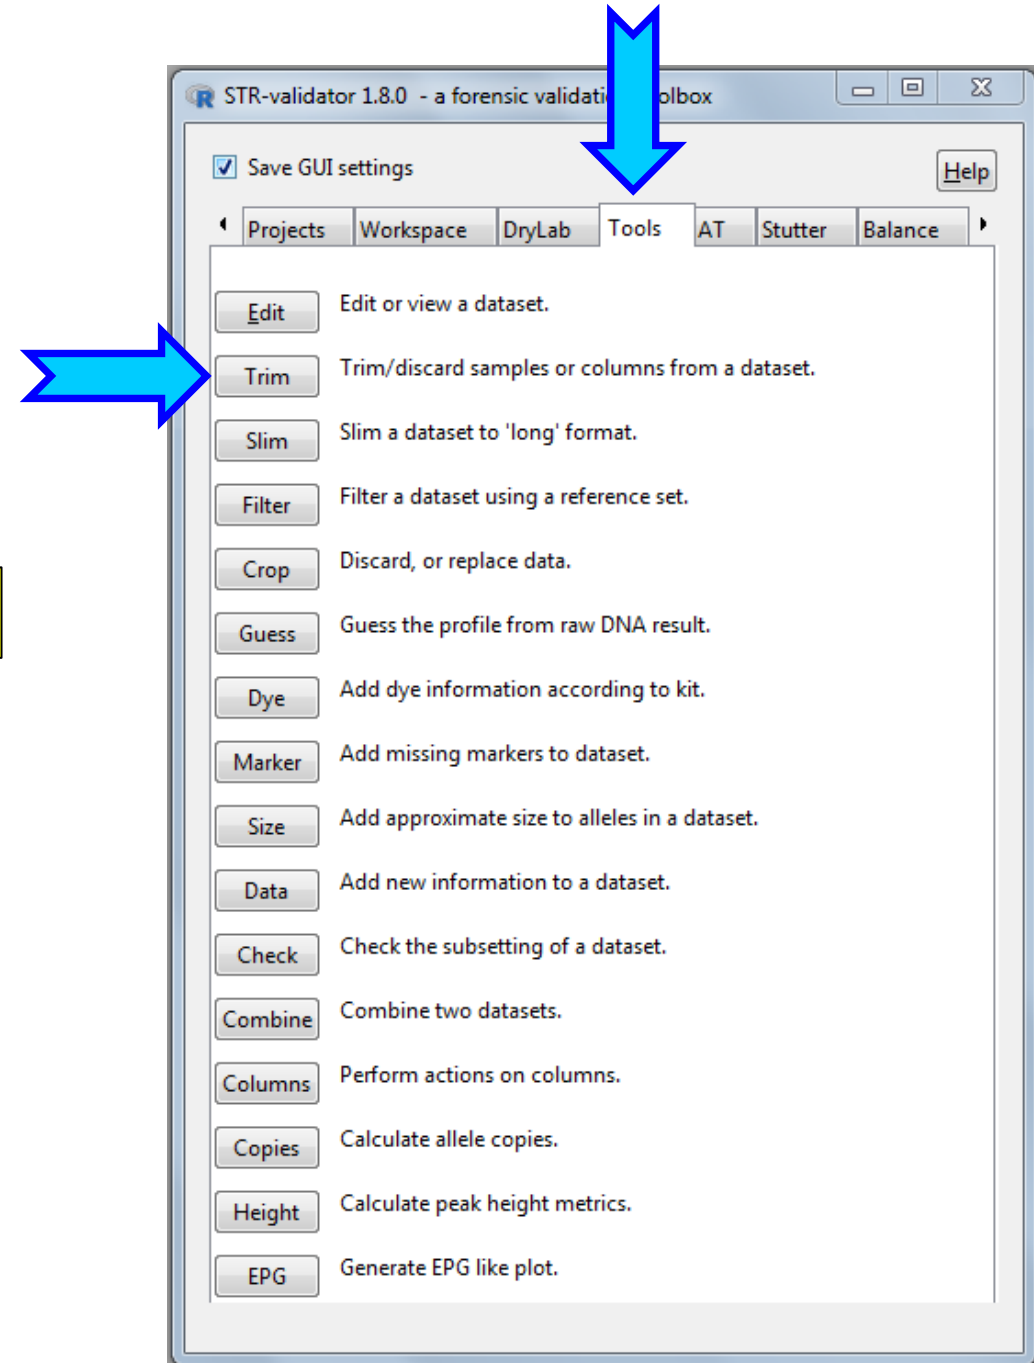 STR-validator 1.8.0 - a forensic validati olbox
Save GUI settings
Help
Projects Workspace DryLab Tools AT Stutter Balance
Edit Edit or view a dataset.
Trim Trim/discard samples or columns from a dataset.
Slim Slim a dataset to 'long' format.
Filter Filter a dataset using a reference set.
Crop Discard, or replace data.
Guess Guess the profile from raw DNA result.
Dye Add dye information according to kit.
Marker Add missing markers to dataset.
Size Add approximate size to alleles in a dataset.
Data Add new information to a dataset.
Check Check the subsetting of a dataset.
Combine Combine two datasets.
Columns Perform actions on columns.
Copies Calculate allele copies.
Height Calculate peak height metrics.
EPG Generate EPG like plot.